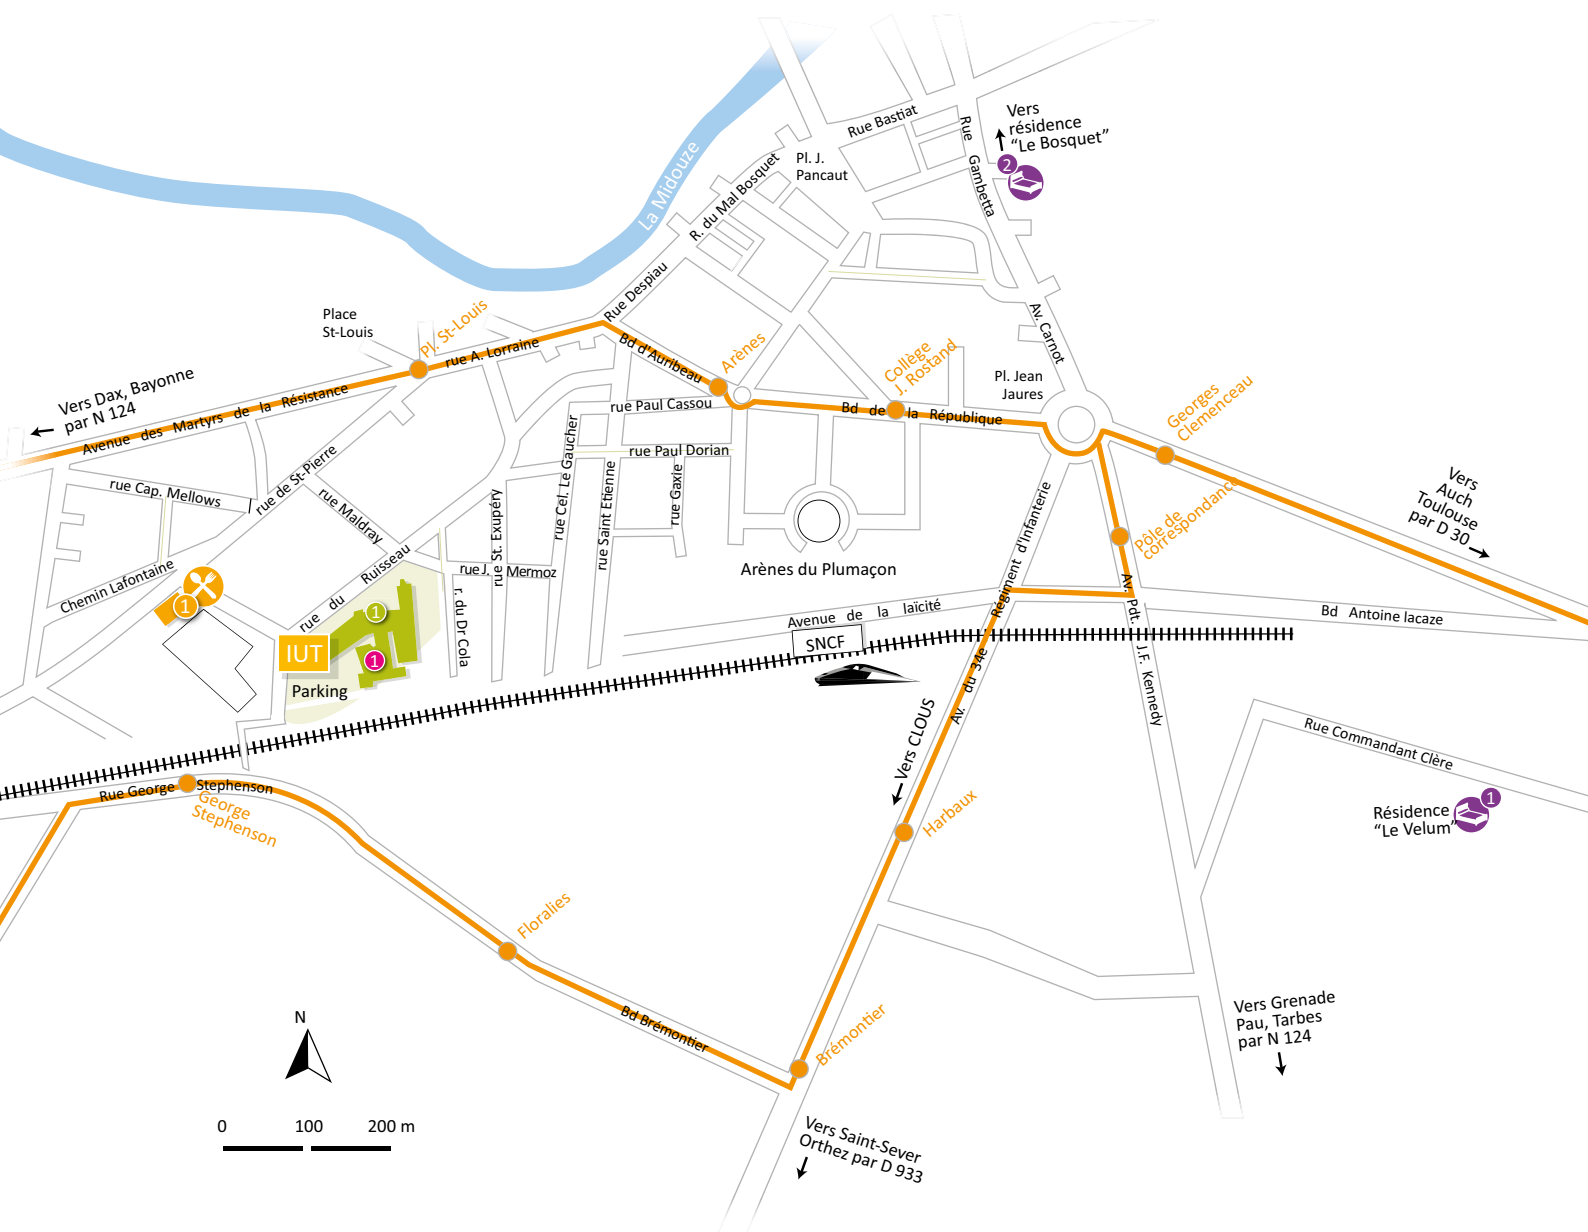 Vers
résidence
“Le Bosquet”
2
Rue Bastiat
Rue Gambetta
La Midouze
Pl. J.
Pancaut
R. du Mal Bosquet
Rue Despiau
Place
St-Louis
Pl. St-Louis
rue A. Lorraine
Bd d'Auribeau
Arènes
Collège
J. Rostand
Av. Carnot
Pl. Jean
Jaures
Georges
Clemenceau
Vers Dax, Bayonne
par N 124
Avenue des Martyrs de la Résistance
rue Paul Cassou
Bd de la République
rue Paul Dorian
rue Cap. Mellows
rue de St-Pierre
rue Maldray
rue St. Exupéry
rue Cel. Le Gaucher
rue Saint Etienne
rue Gaxie
Vers
Auch
Toulouse
par D 30
Pôle de
correspondance
Av. du 34e Régiment d'Infanterie
Arènes du Plumaçon
Chemin Lafontaine
rue du Ruisseau
rue J. Mermoz
r. du Dr Cola
1
1
1
IUT
Parking
Avenue de la laïcité
SNCF
Av. Pdt. J.F. Kennedy
Bd Antoine lacaze
Vers CLOUS
Rue Commandant Clère
Résidence
“Le Velum”
1
Rue George Stephenson
George
Stephenson
Harbaux
Floralies
Bd Brémontier
Brémontier
Vers Grenade
Pau, Tarbes
par N 124
N
0 100 200 m
Vers Saint-Sever
Orthez par D 933